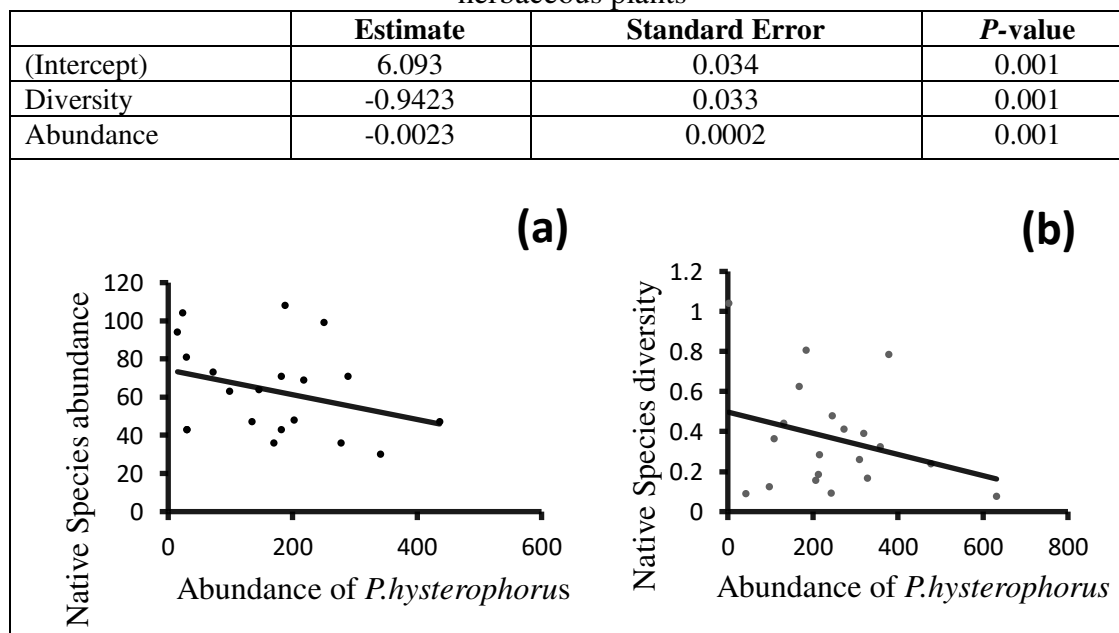 herbaceous plants
Estimate Standard Error P-value
(Intercept) 6.093 0.034 0.001
Diversity -0.9423 0.033 0.001
Abundance -0.0023 0.0002 0.001
(a)
Native Species abundance
120
100
80
60
40
20
0
0 200 400 600
Abundance of P.hysterophorus
(b)
Native Species diversity
1.2
1
0.8
0.6
0.4
0.2
0
0 200 400 600 800
Abundance of P.hysterophorus